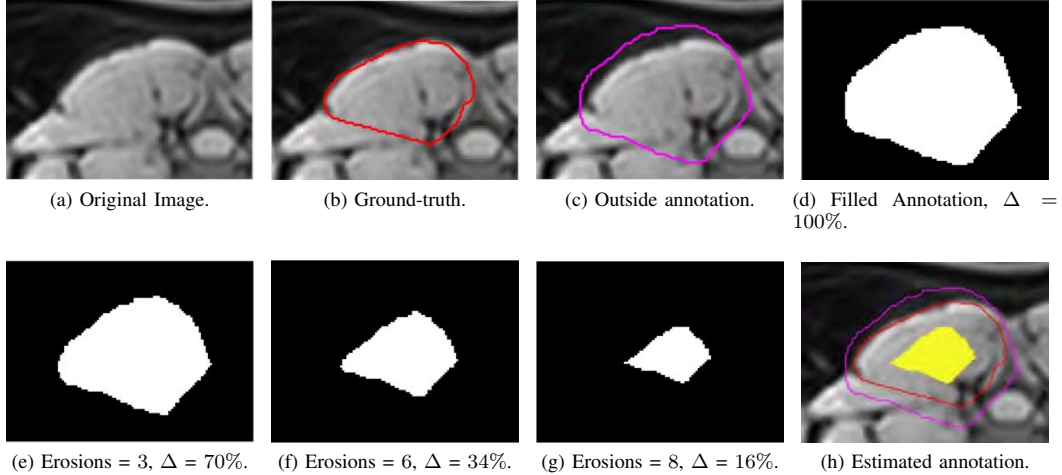 (a) Original Image.
(b) Ground-truth.
(c) Outside annotation.
(d) Filled Annotation, Δ =
100%.
(e) Erosions = 3, Δ = 70%.
(f) Erosions = 6, Δ = 34%.
(g) Erosions = 8, Δ = 16%.
(h) Estimated annotation.